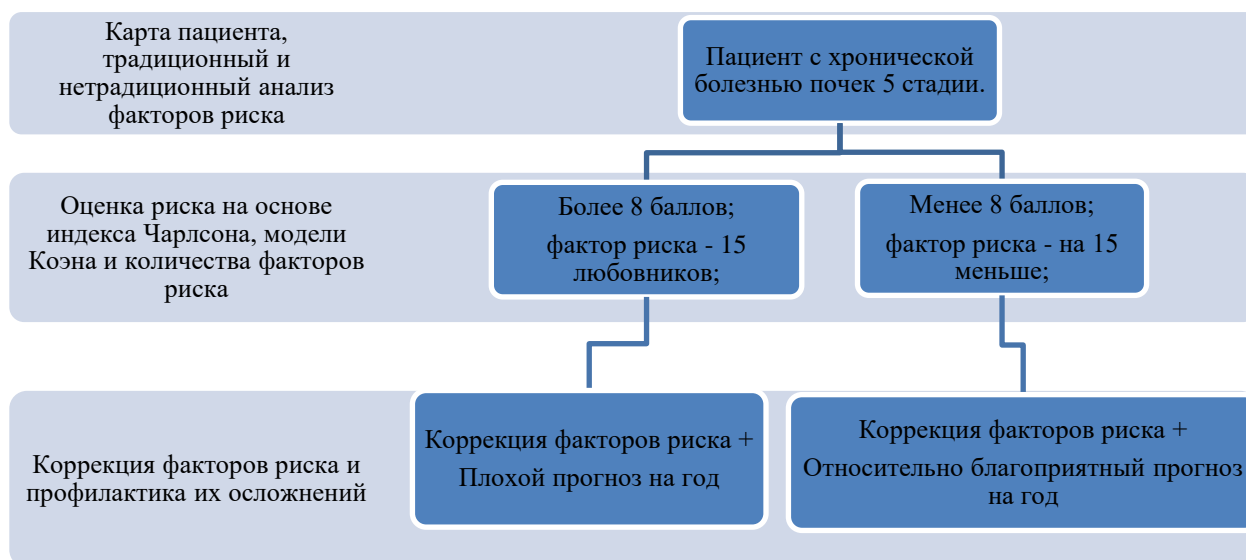 Карта пациента,
традиционный и
нетрадиционный анализ
факторов риска
Пациент с хронической
болезнью почек 5 стадии.
Оценка риска на основе
индекса Чарлсона, модели
Коэна и количества факторов
риска
Более 8 баллов;
фактор риска - 15
любовников;
Менее 8 баллов;
фактор риска - на 15
меньше;
Коррекция факторов риска и
профилактика их осложнений
Коррекция факторов риска +
Плохой прогноз на год
Коррекция факторов риска +
Относительно благоприятный прогноз
на год